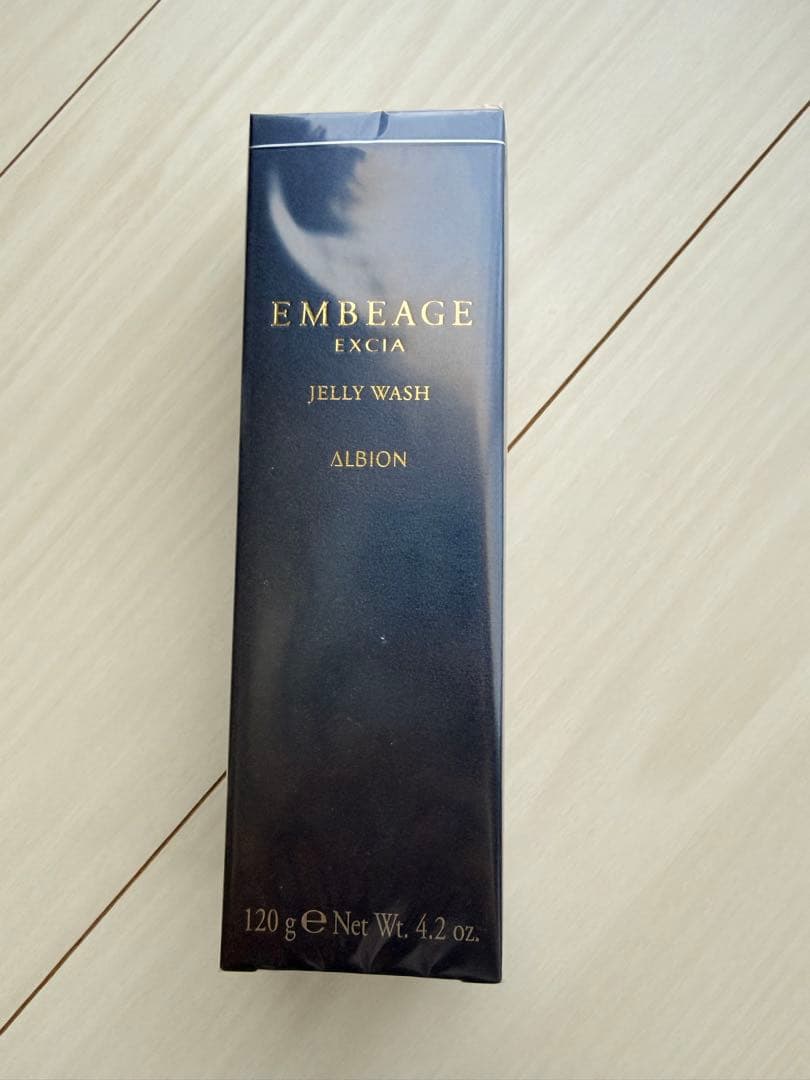 EMBEAGE
EXCIA
JELLY WASH
ALBION
120 g ℮ Net Wt. 4.2 oz.